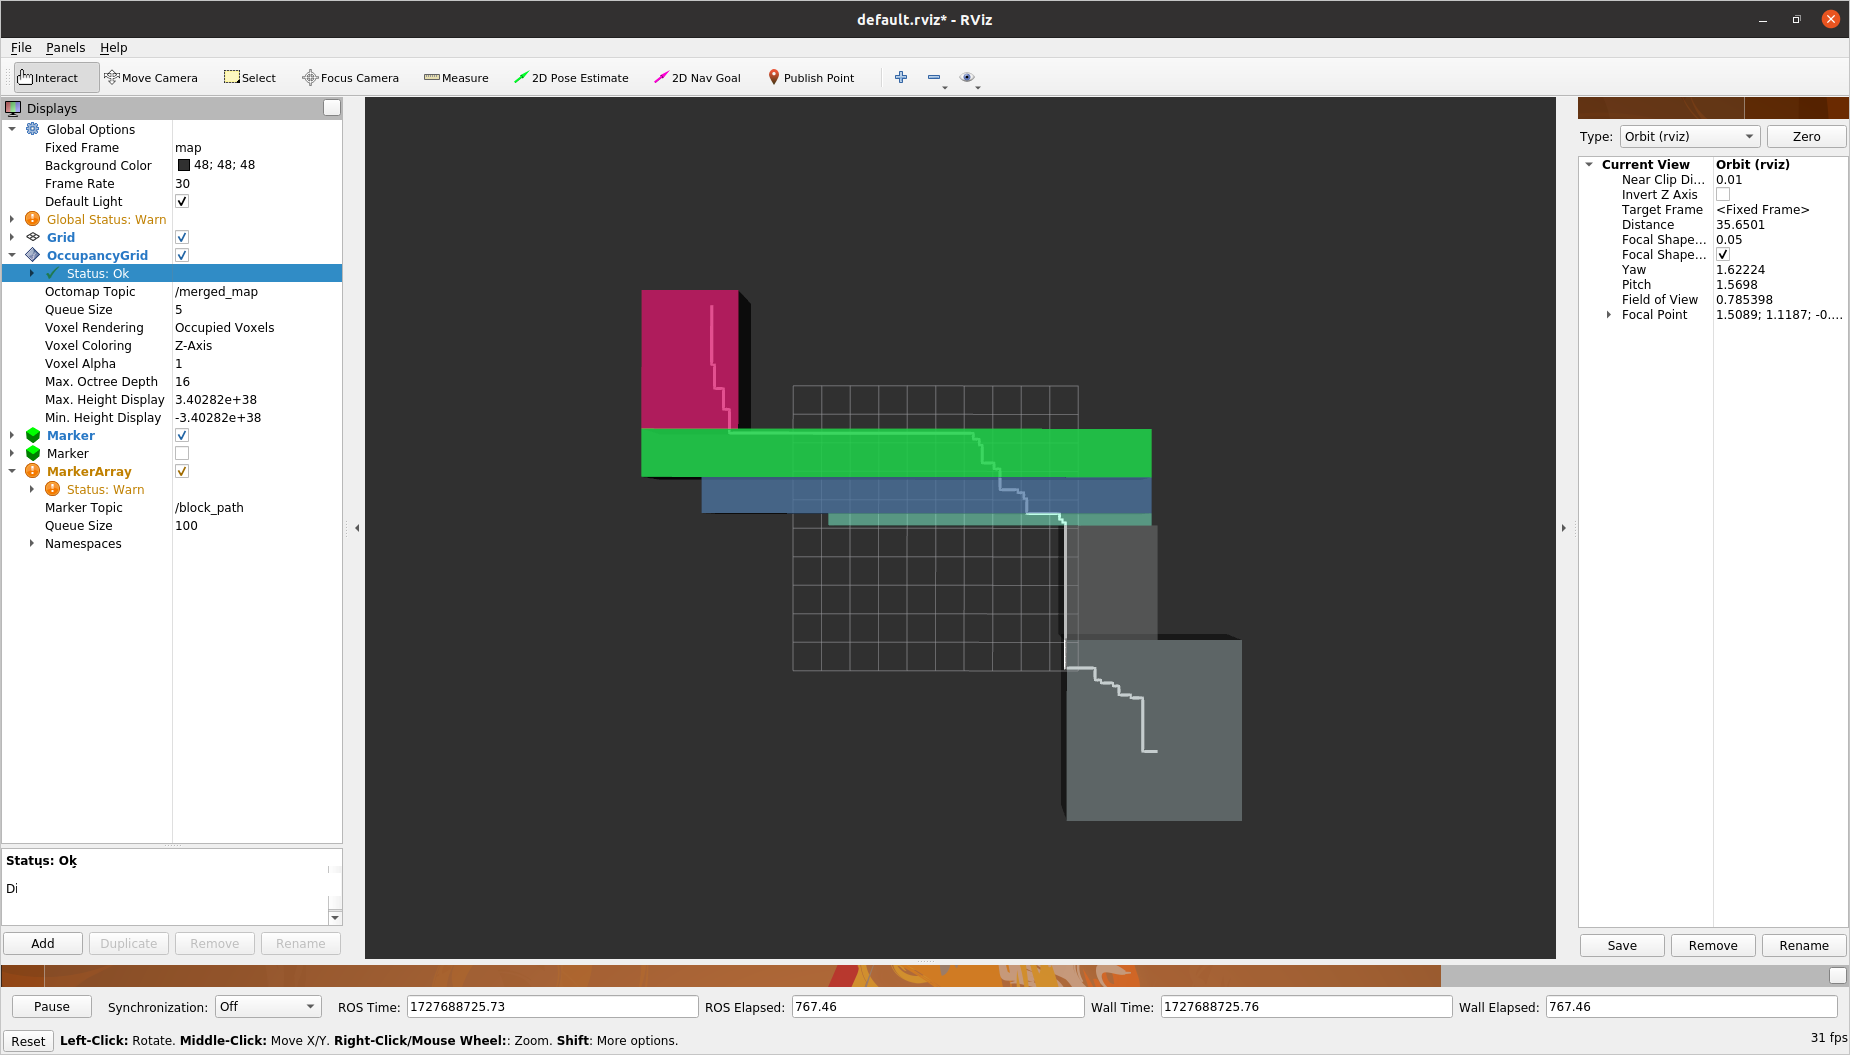 default.rviz* - RViz
File Panels Help
Interact Move Camera Select Focus Camera Measure 2D Pose Estimate 2D Nav Goal Publish Point
Displays
Global Options
Fixed Frame map
Background Color 48; 48; 48
Frame Rate 30
Default Light
Global Status: Warn
Grid
OccupancyGrid
Status: Ok
Octomap Topic /merged_map
Queue Size 5
Voxel Rendering Occupied Voxels
Voxel Coloring Z-Axis
Voxel Alpha 1
Max. Octree Depth 16
Max. Height Display 3.40282e+38
Min. Height Display -3.40282e+38
Marker
Marker
MarkerArray
Status: Warn
Marker Topic /block_path
Queue Size 100
Namespaces
Status: Ok
Di
Add Duplicate Remove Rename
Type: Orbit (rviz) Zero
Current View Orbit (rviz)
Near Clip Di... 0.01
Invert Z Axis
Target Frame <Fixed Frame>
Distance 35.6501
Focal Shape... 0.05
Focal Shape...
Yaw 1.62224
Pitch 1.5698
Field of View 0.785398
Focal Point 1.5089; 1.1187; -0....
Save Remove Rename
Pause Synchronization: Off ROS Time: 1727688725.73 ROS Elapsed: 767.46 Wall Time: 1727688725.76 Wall Elapsed: 767.46
Reset Left-Click: Rotate. Middle-Click: Move X/Y. Right-Click/Mouse Wheel:: Zoom. Shift: More options. 31 fps